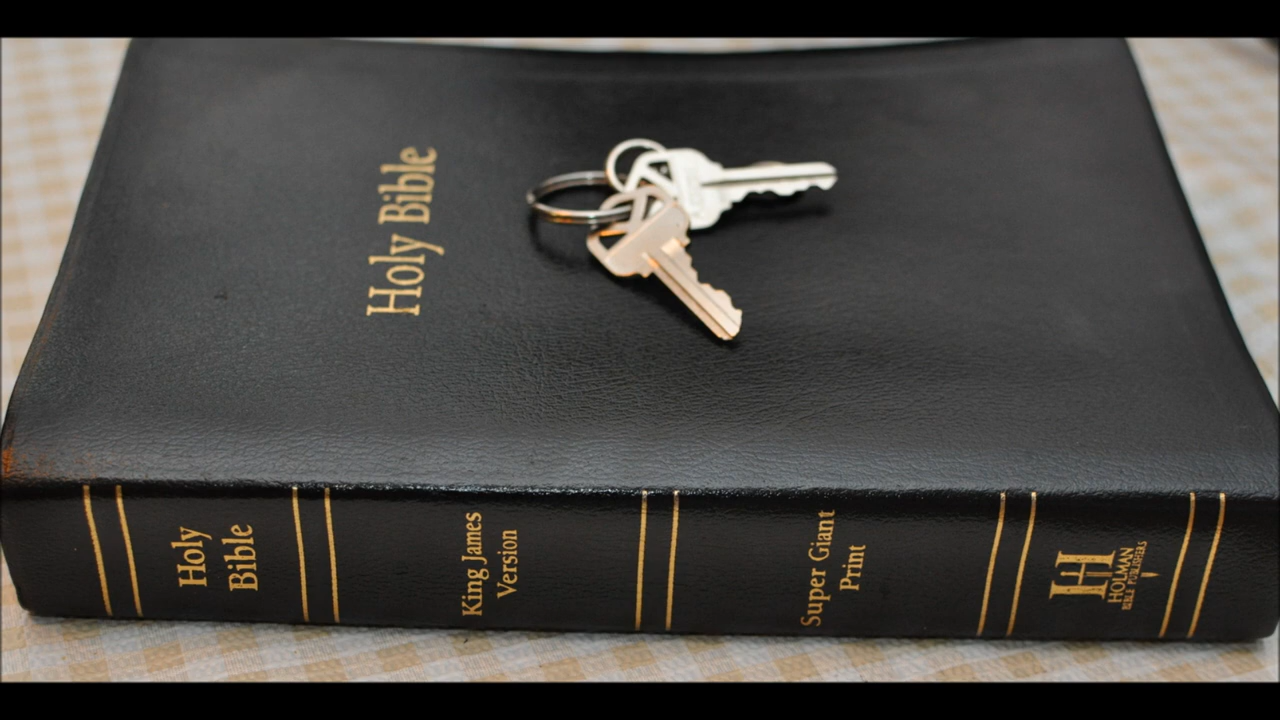 Holy Bible
Holy
Bible
King James
Version
Super Giant
Print
HOLMAN
BIBLE PUBLISHERS